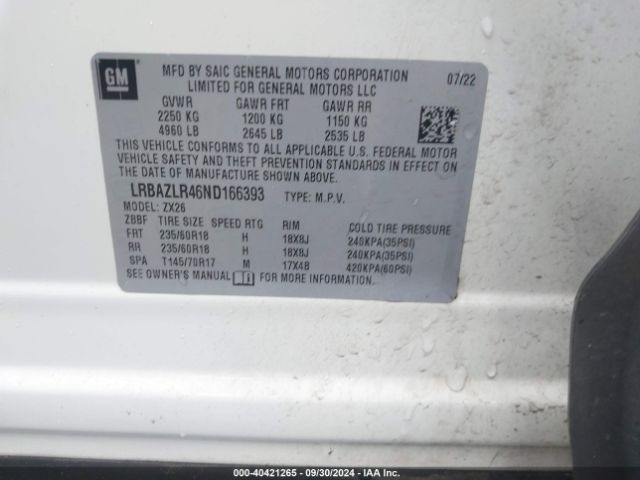 GM
MFD BY SAIC GENERAL MOTORS CORPORATION 07/22
LIMITED FOR GENERAL MOTORS LLC
GVWR GAWR FRT GAWR RR
2250 KG 1200 KG 1150 KG
4960 LB 2645 LB 2535 LB
THIS VEHICLE CONFORMS TO ALL APPLICABLE U.S. FEDERAL MOTOR
VEHICLE SAFETY AND THEFT PREVENTION STANDARDS IN EFFECT ON
THE DATE OF MANUFACTURE SHOWN ABOVE.
LRBAZLR46ND166393 TYPE: M.P.V.
MODEL: ZX26
ZBBF TIRE SIZE SPEED RTG RIM COLD TIRE PRESSURE
FRT 235/60R18 H 18X8J 240KPA(35PSI)
RR 235/60R18 H 18X8J 240KPA(35PSI)
SPA T145/70R17 M 17X4B 420KPA(60PSI)
SEE OWNER'S MANUAL FOR MORE INFORMATION.
000-40421265 - 09/30/2024 - IAA Inc.